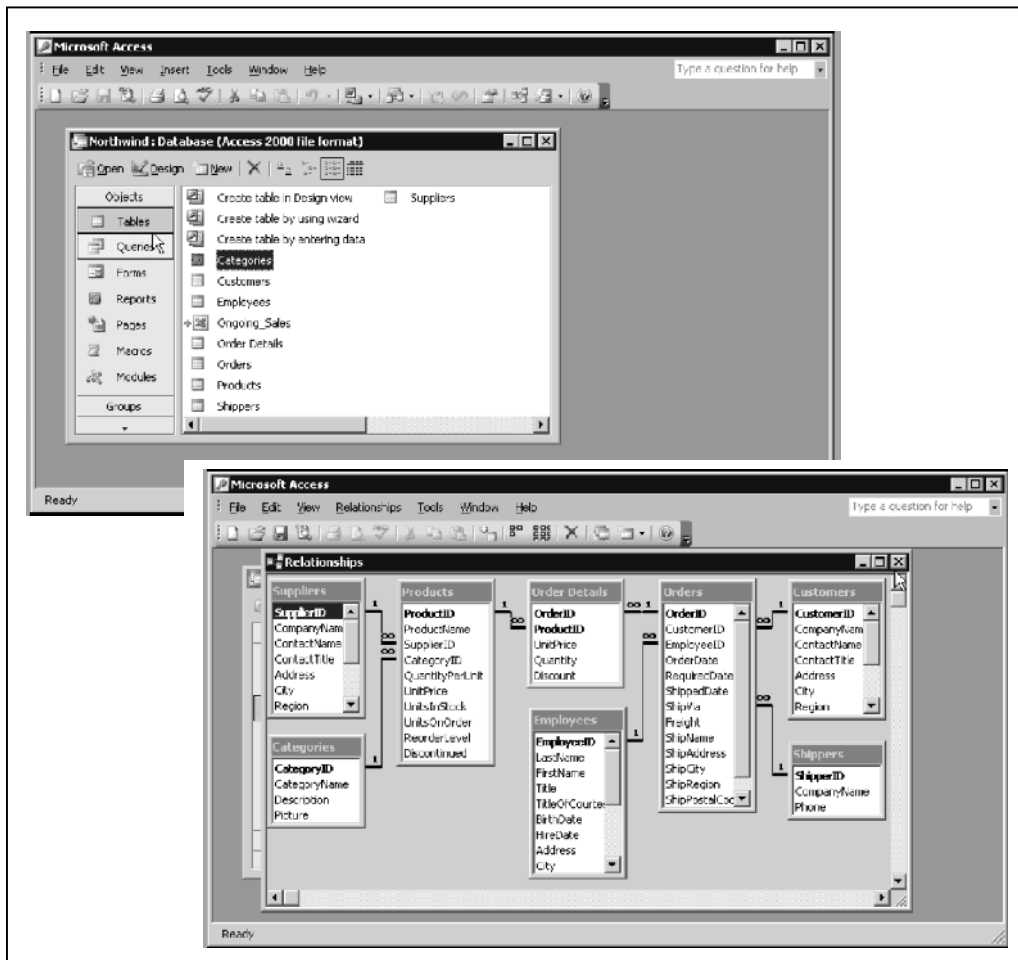 Microsoft Access
File Edit View Insert Tools Window Help
Type a question for help
Northwind : Database (Access 2000 file format)
Open Design New
Objects
Tables
Queries
Forms
Reports
Pages
Macros
Modules
Groups
Create table in Design view
Create table by using wizard
Create table by entering data
Categories
Customers
Employees
Ongoing_Sales
Order Details
Orders
Products
Shippers
Suppliers
Ready
Microsoft Access
File Edit View Relationships Tools Window Help
Type a question for help
Relationships
Suppliers
SupplierID
CompanyNam
ContactName
ContactTitle
Address
City
Region
1
∞
Categories
CategoryID
CategoryName
Description
Picture
1
∞
Products
ProductID
ProductName
SupplierID
CategoryID
QuantityPerUnit
UnitPrice
UnitsInStock
UnitsOnOrder
ReorderLevel
Discontinued
1
∞
Order Details
OrderID
ProductID
UnitPrice
Quantity
Discount
∞ 1
Employees
EmployeeID
LastName
FirstName
Title
TitleOfCourte
BirthDate
HireDate
Address
City
1
∞
Orders
OrderID
CustomerID
EmployeeID
OrderDate
RequiredDate
ShippedDate
ShipVia
Freight
ShipName
ShipAddress
ShipCity
ShipRegion
ShipPostalCoc
∞
1
Customers
CustomerID
CompanyNam
ContactName
ContactTitle
Address
City
Region
∞
1
Shippers
ShipperID
CompanyName
Phone
Ready